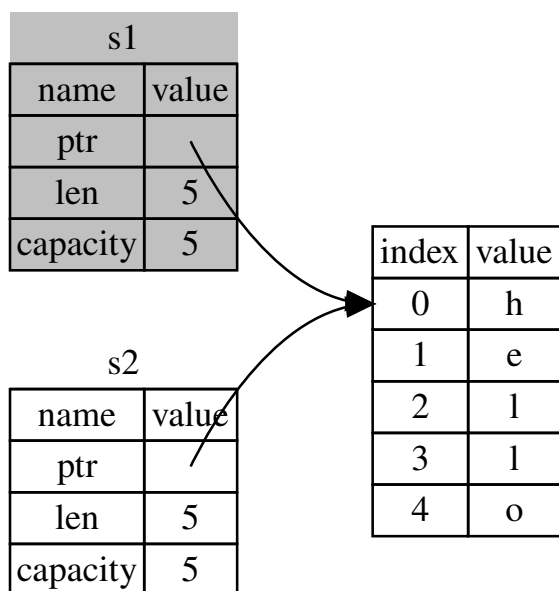 s1
name value
ptr
len 5
capacity 5
s2
name value
ptr
len 5
capacity 5
index value
0 h
1 e
2 l
3 l
4 o